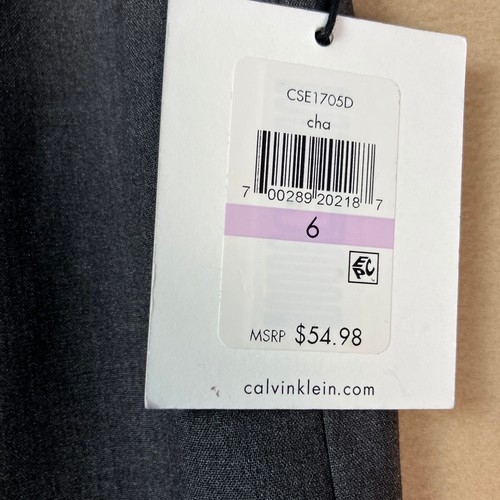 CSE1705D
cha
7 00289 20218 7
6
EPC
MSRP $54.98
calvinklein.com